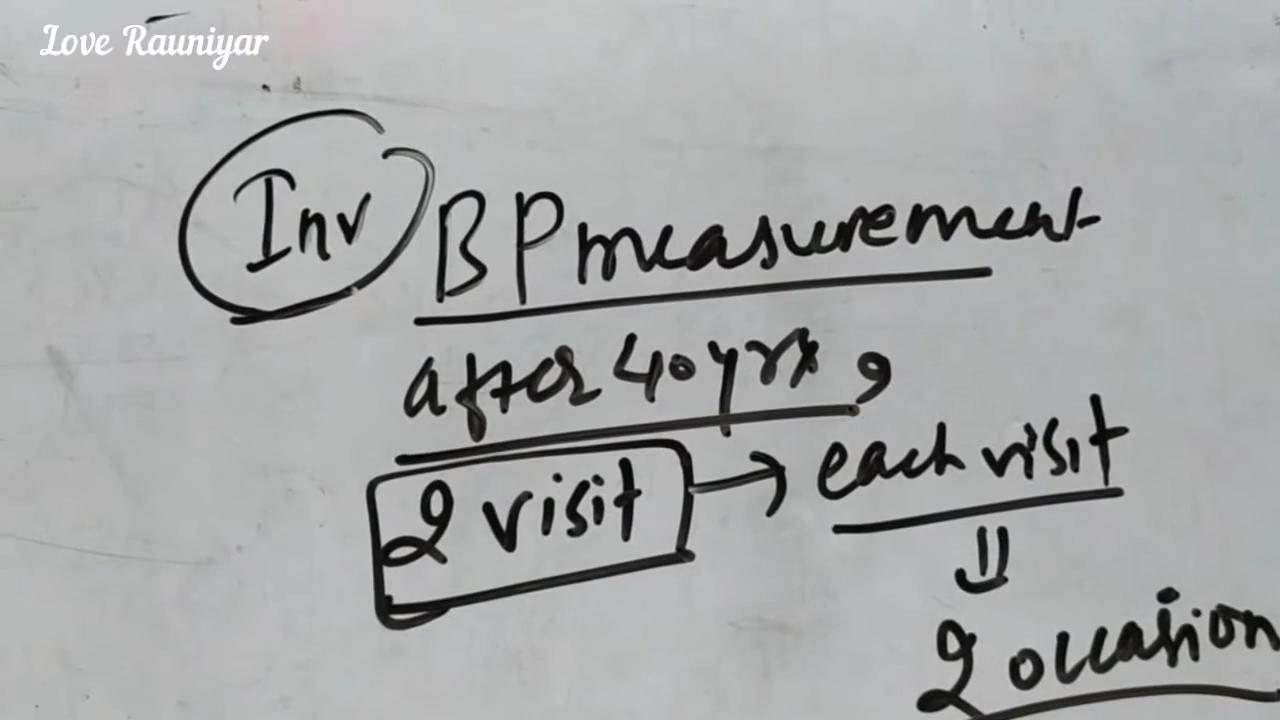 Love Rauniyar
Inv BP measurement
after 40 yrs,
2 visit → each visit
2 occasion